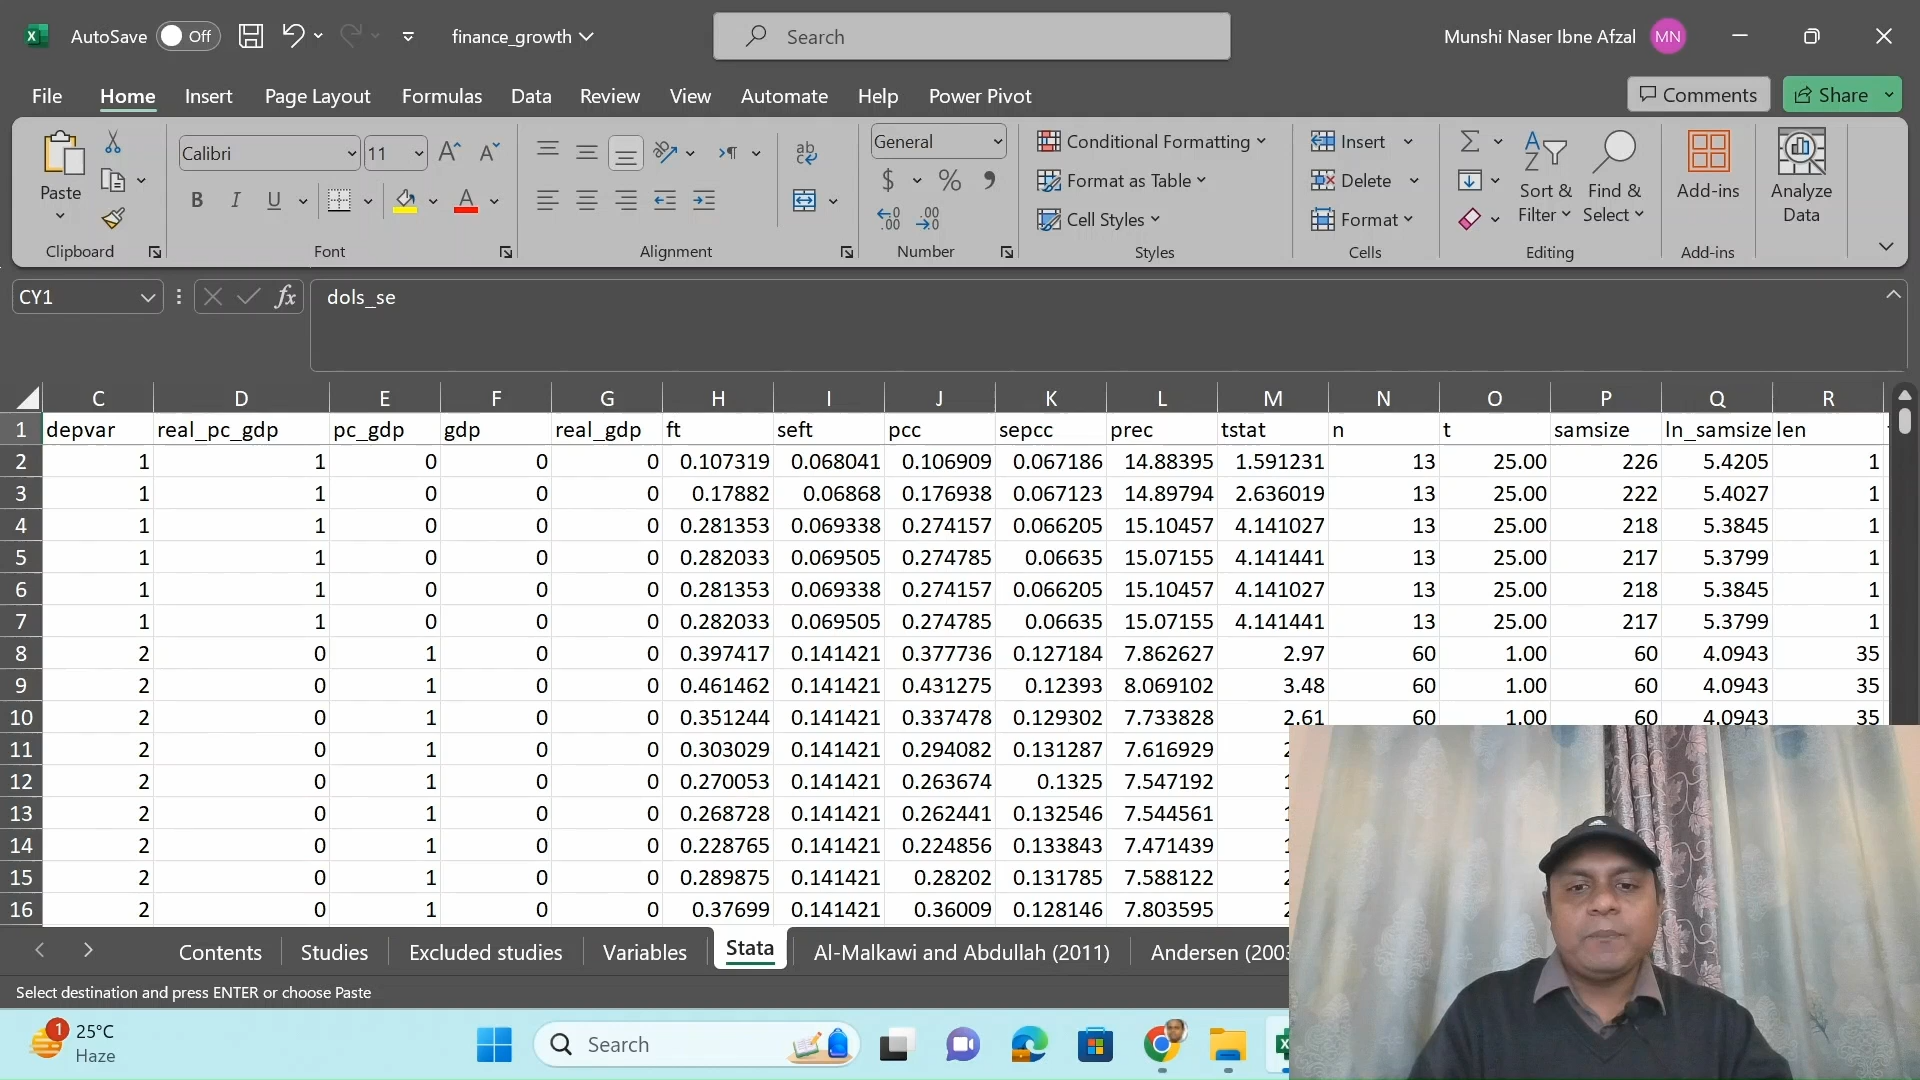 AutoSave Off finance_growth Search Munshi Naser Ibne Afzal MN
File Home Insert Page Layout Formulas Data Review View Automate Help Power Pivot Comments Share
Paste
Calibri 11
B I U A
General
$ % ,
Conditional Formatting
Format as Table
Cell Styles
Insert
Delete
Format
Sort & Filter
Find & Select
Add-ins
Analyze Data
Clipboard Font Alignment Number Styles Cells Editing Add-ins
CY1 fx dols_se
C D E F G H I J K L M N O P Q R
1 depvar real_pc_gdp pc_gdp gdp real_gdp ft seft pcc sepcc prec tstat n t samsize ln_samsize len
2 1 1 0 0 0 0.107319 0.068041 0.106909 0.067186 14.88395 1.591231 13 25.00 226 5.4205 1
3 1 1 0 0 0 0.17882 0.06868 0.176938 0.067123 14.89794 2.636019 13 25.00 222 5.4027 1
4 1 1 0 0 0 0.281353 0.069338 0.274157 0.066205 15.10457 4.141027 13 25.00 218 5.3845 1
5 1 1 0 0 0 0.282033 0.069505 0.274785 0.06635 15.07155 4.141441 13 25.00 217 5.3799 1
6 1 1 0 0 0 0.281353 0.069338 0.274157 0.066205 15.10457 4.141027 13 25.00 218 5.3845 1
7 1 1 0 0 0 0.282033 0.069505 0.274785 0.06635 15.07155 4.141441 13 25.00 217 5.3799 1
8 2 0 1 0 0 0.397417 0.141421 0.377736 0.127184 7.862627 2.97 60 1.00 60 4.0943 35
9 2 0 1 0 0 0.461462 0.141421 0.431275 0.12393 8.069102 3.48 60 1.00 60 4.0943 35
10 2 0 1 0 0 0.351244 0.141421 0.337478 0.129302 7.733828 2.61 60 1.00 60 4.0943 35
11 2 0 1 0 0 0.303029 0.141421 0.294082 0.131287 7.616929
12 2 0 1 0 0 0.270053 0.141421 0.263674 0.1325 7.547192
13 2 0 1 0 0 0.268728 0.141421 0.262441 0.132546 7.544561
14 2 0 1 0 0 0.228765 0.141421 0.224856 0.133843 7.471439
15 2 0 1 0 0 0.289875 0.141421 0.28202 0.131785 7.588122
16 2 0 1 0 0 0.37699 0.141421 0.36009 0.128146 7.803595
Contents Studies Excluded studies Variables Stata Al-Malkawi and Abdullah (2011) Andersen (2003
Select destination and press ENTER or choose Paste
1 25°C
Haze
Search